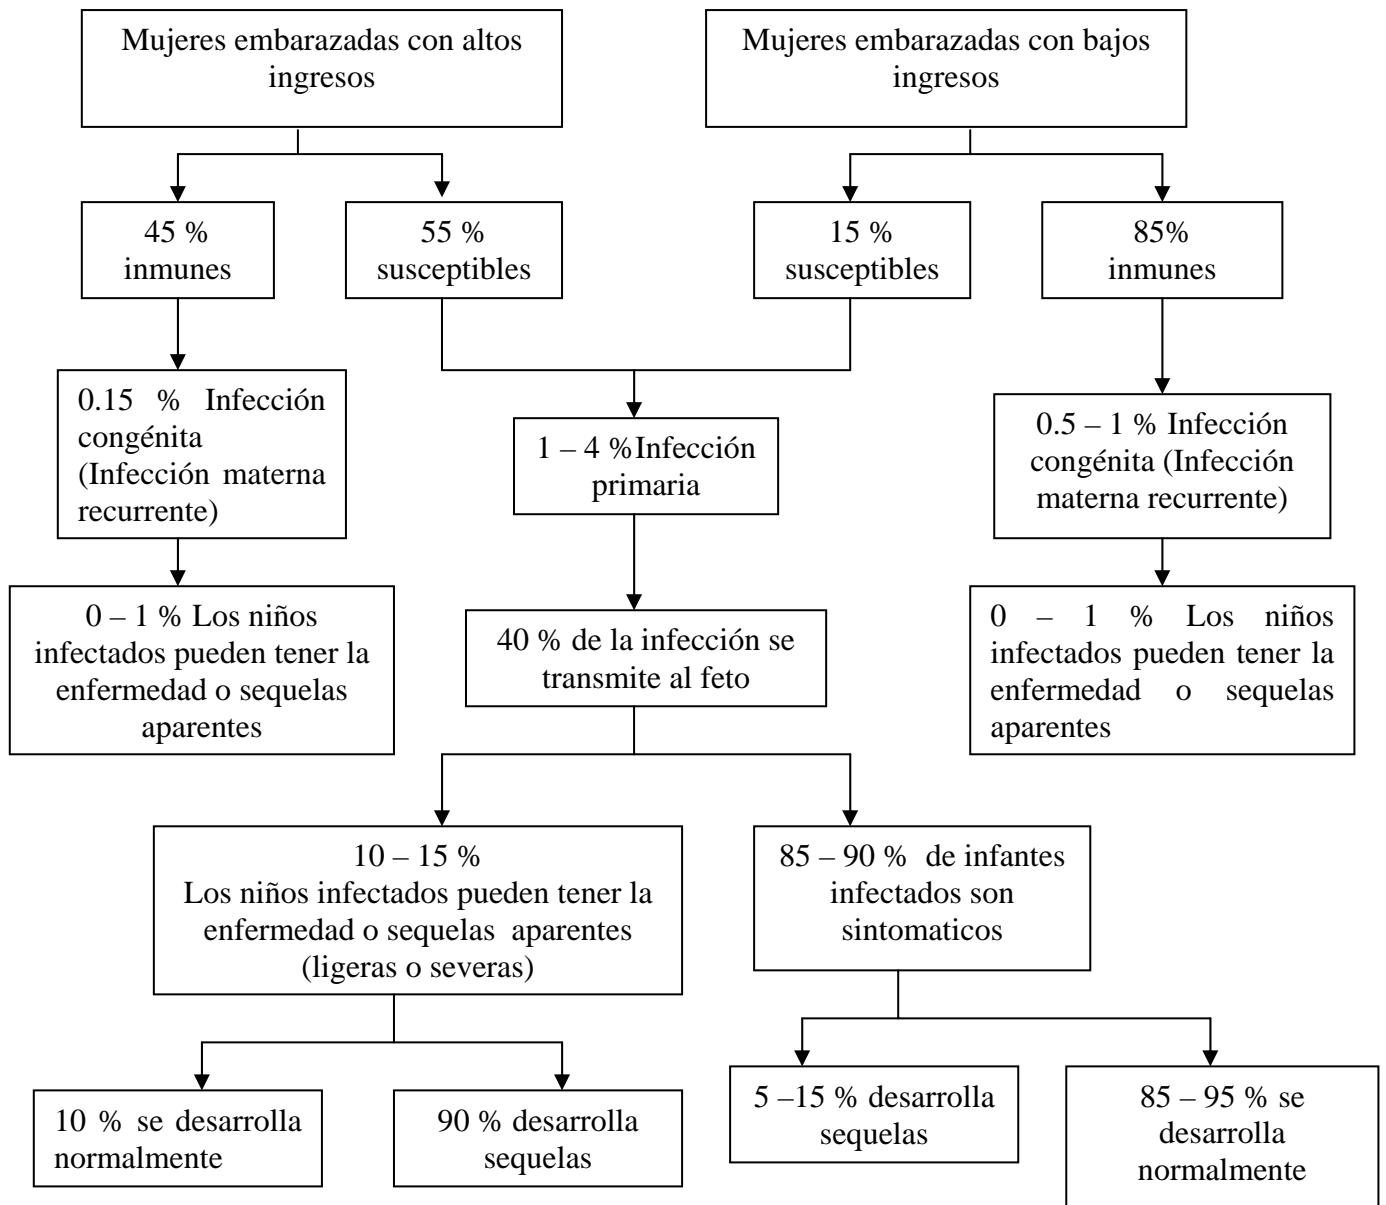 Mujeres embarazadas con altos
ingresos
Mujeres embarazadas con bajos
ingresos
45 %
inmunes
55 %
susceptibles
15 %
susceptibles
85%
inmunes
0.15 % Infección
congénita
(Infección materna
recurrente)
1 – 4 %Infección
primaria
0.5 – 1 % Infección
congénita (Infección
materna recurrente)
0 – 1 % Los niños
infectados pueden tener la
enfermedad o sequelas
aparentes
40 % de la infección se
transmite al feto
0 – 1 % Los niños
infectados pueden tener la
enfermedad o sequelas
aparentes
10 – 15 %
Los niños infectados pueden tener la
enfermedad o sequelas aparentes
(ligeras o severas)
85 – 90 % de infantes
infectados son
sintomaticos
10 % se desarrolla
normalmente
90 % desarrolla
sequelas
5 –15 % desarrolla
sequelas
85 – 95 % se
desarrolla
normalmente